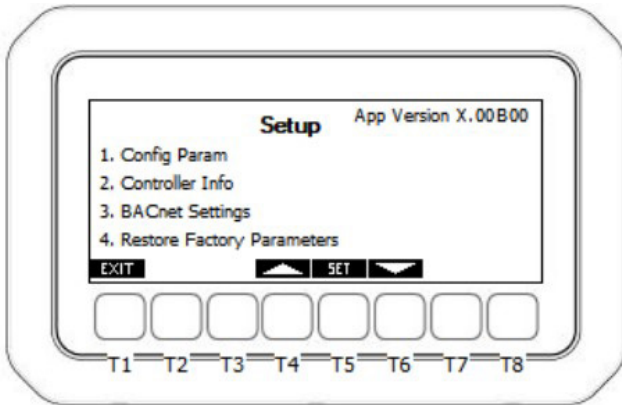 Setup
App Version X.00B00
1. Config Param
2. Controller Info
3. BACnet Settings
4. Restore Factory Parameters
EXIT SET
T1 T2 T3 T4 T5 T6 T7 T8